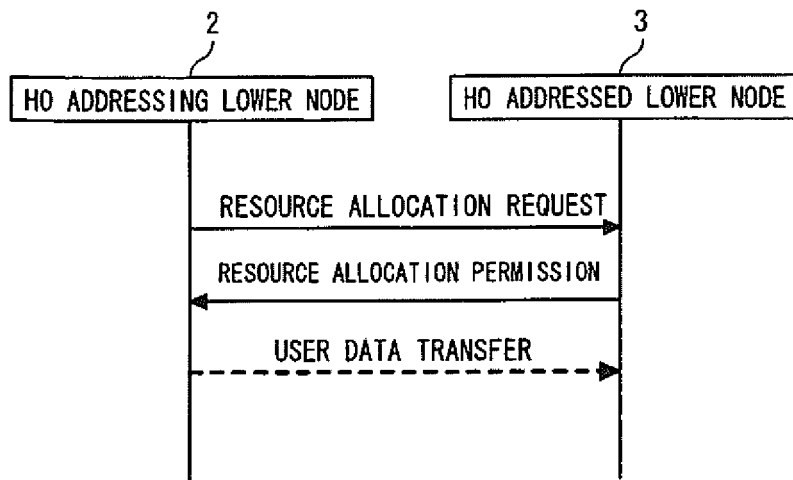 2
3
HO ADDRESSING LOWER NODE
HO ADDRESSED LOWER NODE
RESOURCE ALLOCATION REQUEST
RESOURCE ALLOCATION PERMISSION
USER DATA TRANSFER